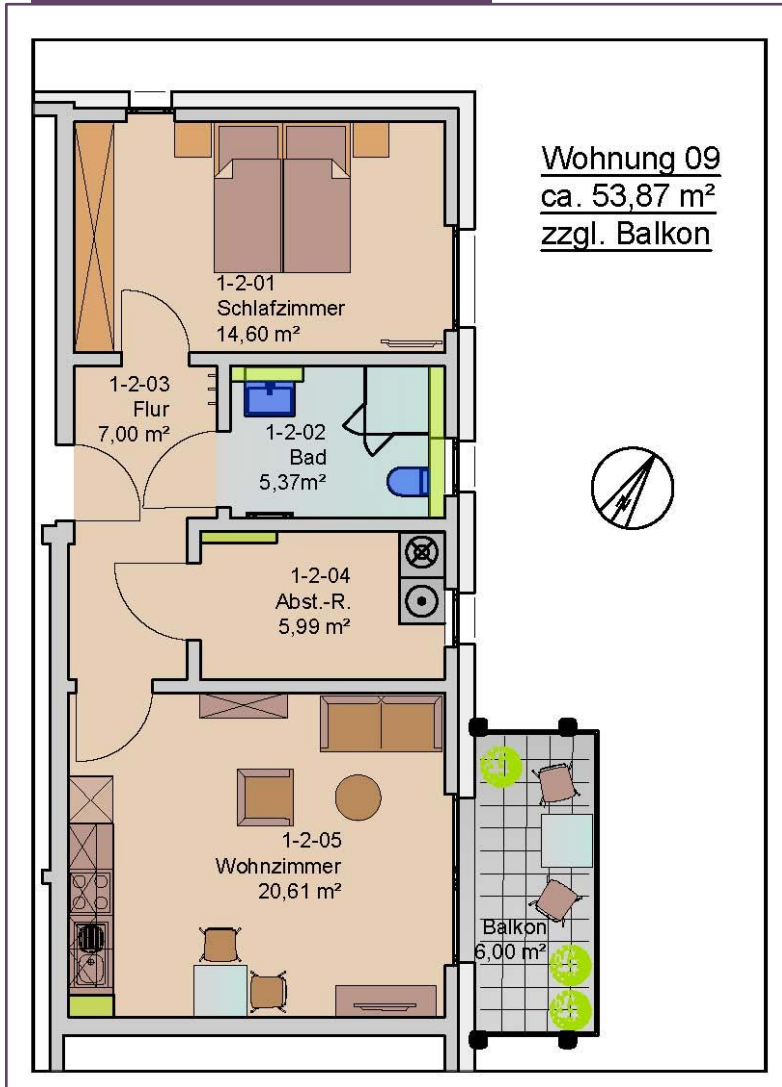 Wohnung 09
ca. 53,87 m²
zzgl. Balkon
1-2-01
Schlafzimmer
14,60 m²
1-2-03
Flur
7,00 m²
1-2-02
Bad
5,37m²
1-2-04
Abst.-R.
5,99 m²
1-2-05
Wohnzimmer
20,61 m²
Balkon
6,00 m²
N